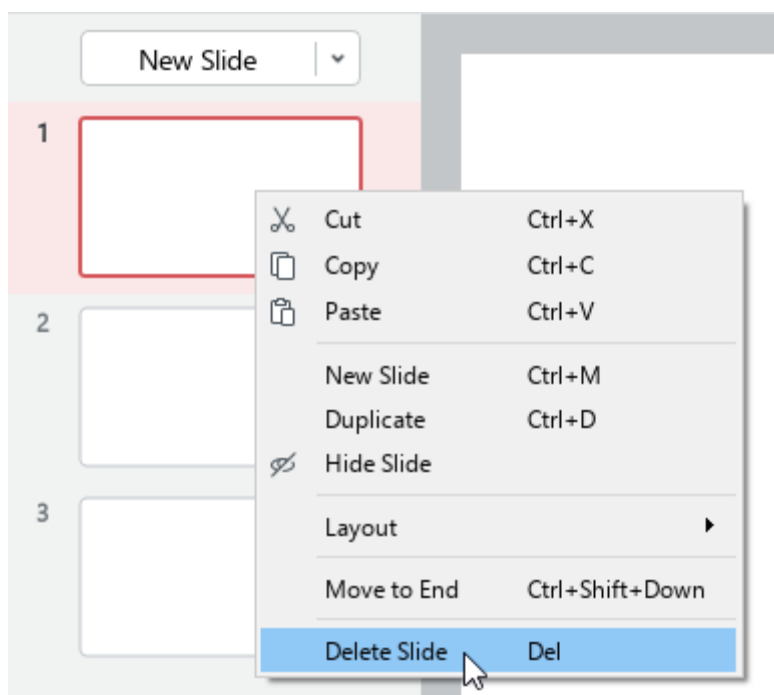 New Slide
1
Cut Ctrl+X
Copy Ctrl+C
2
Paste Ctrl+V
New Slide Ctrl+M
Duplicate Ctrl+D
Hide Slide
3
Layout
Move to End Ctrl+Shift+Down
Delete Slide Del